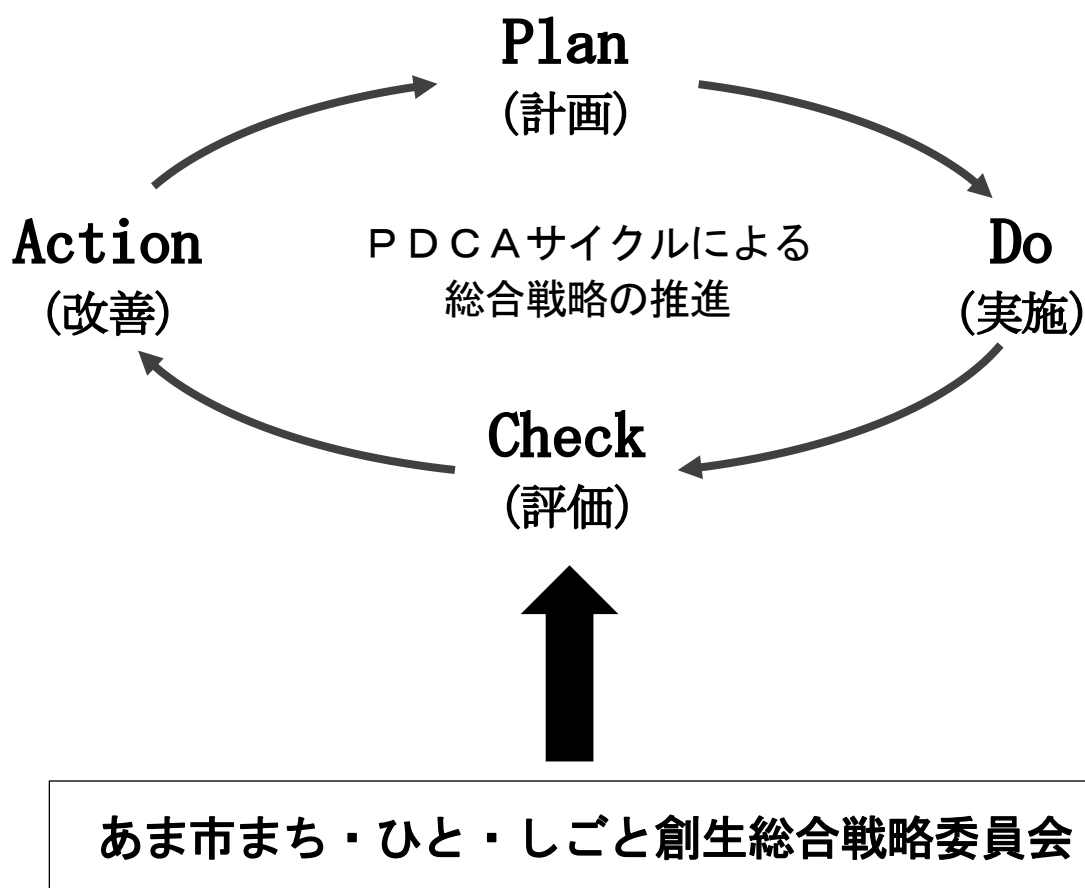 Plan
(計画)
Action
(改善)
ＰＤＣＡサイクルによる
総合戦略の推進
Do
(実施)
Check
(評価)
あま市まち・ひと・しごと創生総合戦略委員会